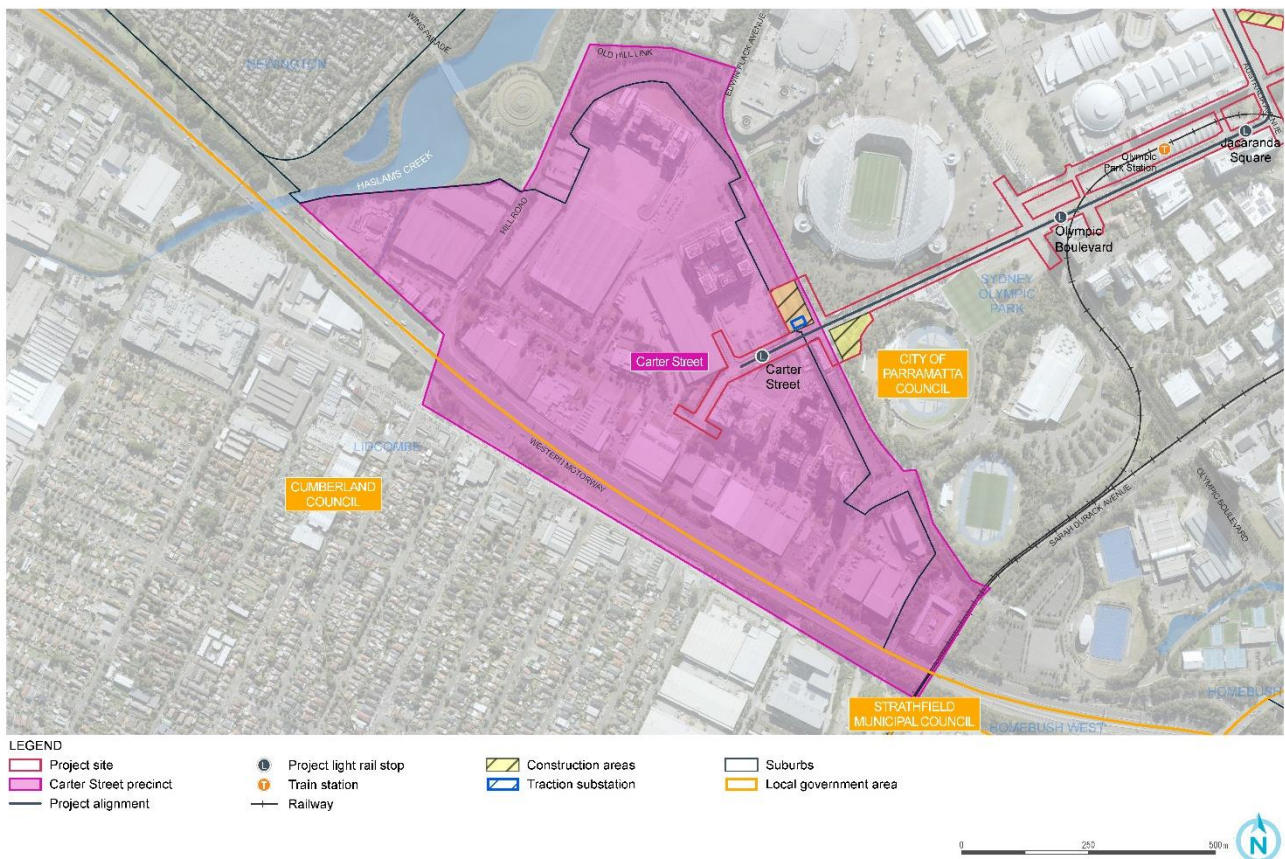 WING PARADE
OLD HILL LINK
EDWIN FLACK AVENUE
AUSTRALIA AVENUE
NEWINGTON
HASLAMS CREEK
HILL ROAD
Jacaranda
Square
Olympic
Park Station
T
L
L
Olympic
Boulevard
SYDNEY
OLYMPIC
PARK
Carter Street
L
Carter
Street
CITY OF
PARRAMATTA
COUNCIL
LIDCOMBE
WESTERN MOTORWAY
CUMBERLAND
COUNCIL
OLYMPIC BOULEVARD
SARAH DURACK AVENUE
STRATHFIELD
MUNICIPAL COUNCIL
HOMEBUSH WEST
HOMEBUSH
LEGEND
Project site
Carter Street precinct
Project alignment
L Project light rail stop
T Train station
Railway
Construction areas
Traction substation
Suburbs
Local government area
0 250 500 m
N